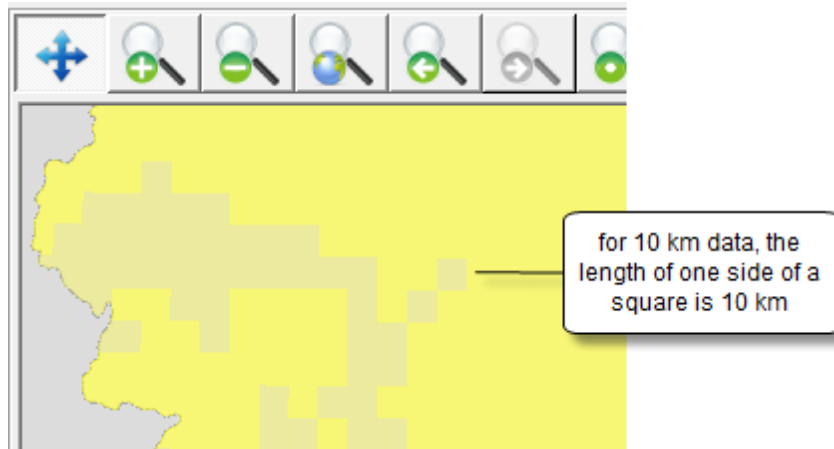 for 10 km data, the
length of one side of a
square is 10 km